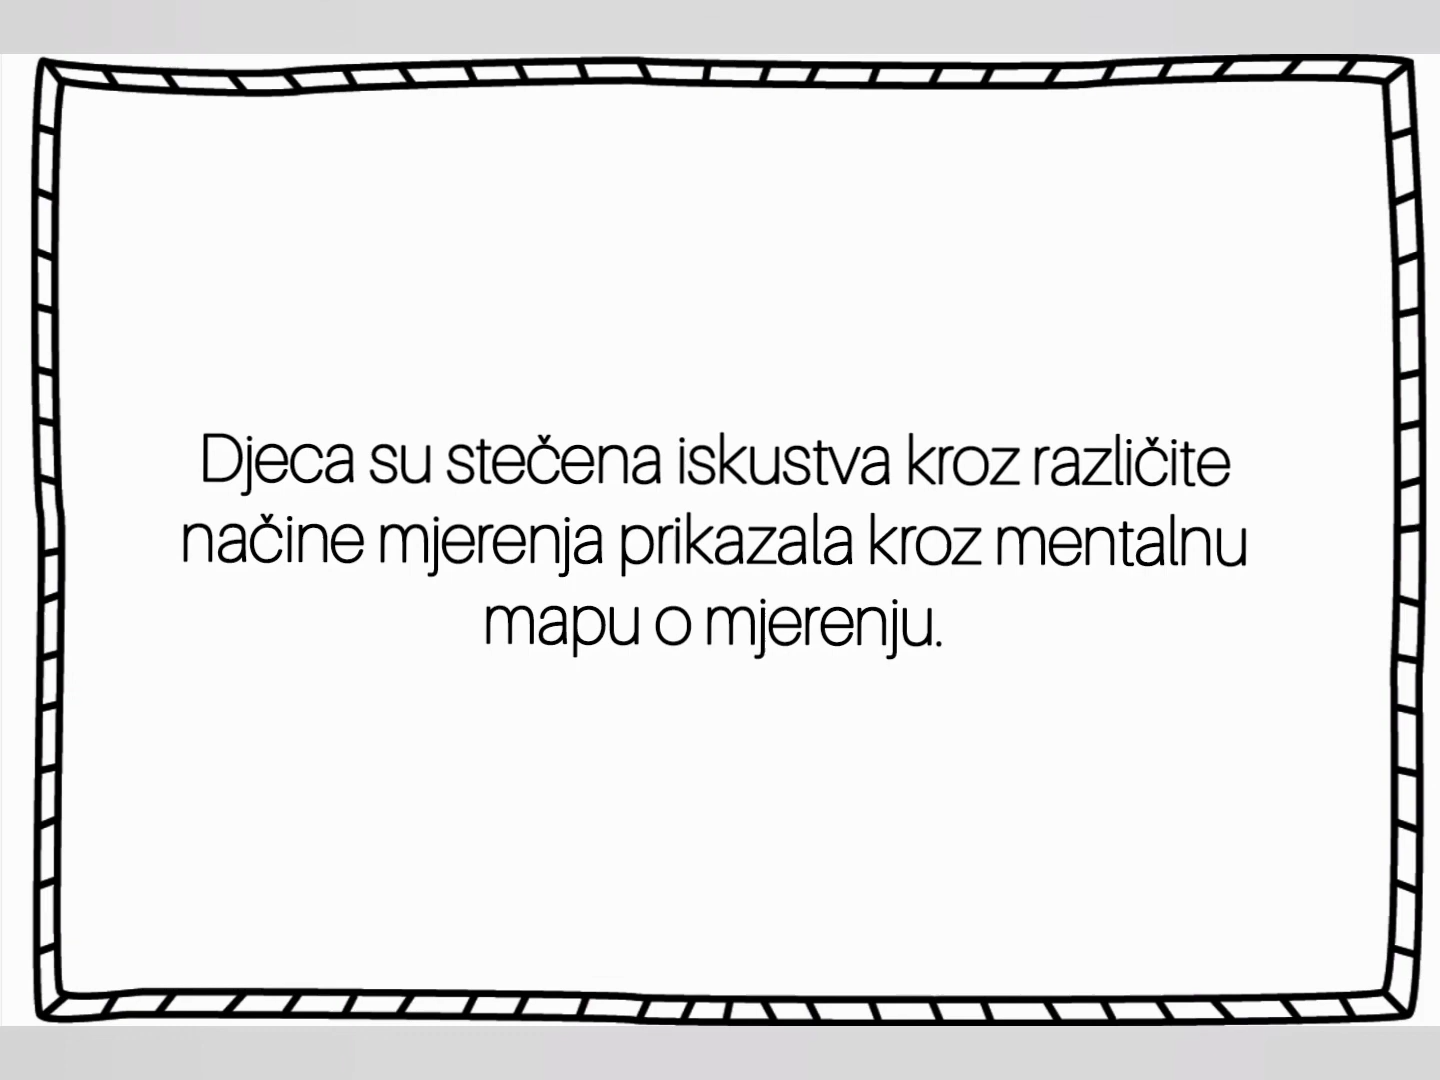 Djeca su stečena iskustva kroz različite
načine mjerenja prikazala kroz mentalnu
mapu o mjerenju.